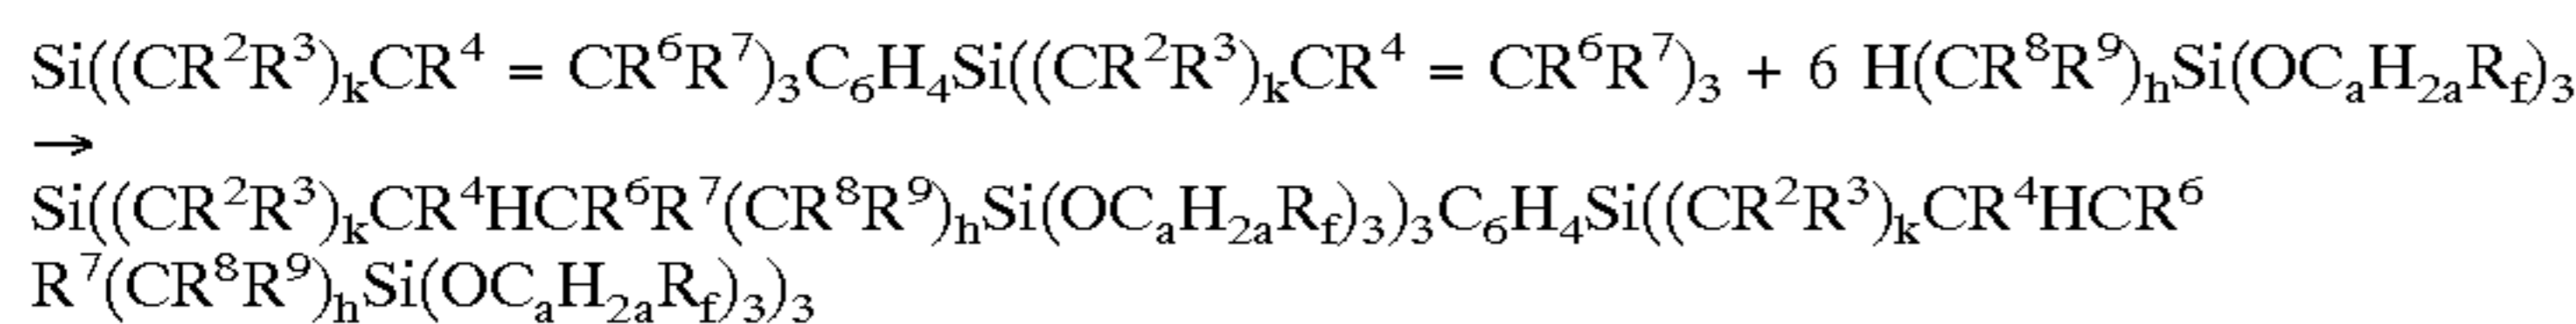 Si((CR²R³)ₖCR⁴ = CR⁶R⁷)₃C₆H₄Si((CR²R³)ₖCR⁴ = CR⁶R⁷)₃ + 6 H(CR⁸R⁹)ₕSi(OCₐH₂ₐR_f)₃
→
Si((CR²R³)ₖCR⁴HCR⁶R⁷(CR⁸R⁹)ₕSi(OCₐH₂ₐR_f)₃)₃C₆H₄Si((CR²R³)ₖCR⁴HCR⁶
R⁷(CR⁸R⁹)ₕSi(OCₐH₂ₐR_f)₃)₃